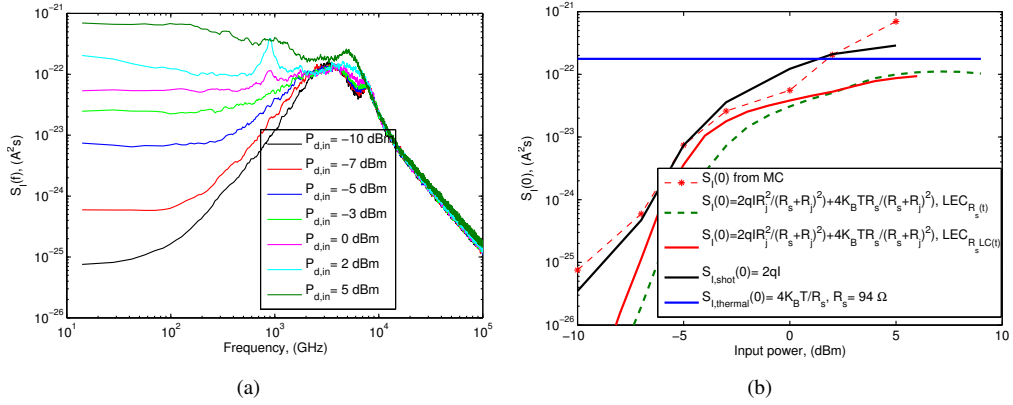 10^-21
10^-22
10^-23
10^-24
10^-25
10^-26
S_I(f), (A^2s)
P_d,in = −10 dBm
P_d,in = −7 dBm
P_d,in = −5 dBm
P_d,in = −3 dBm
P_d,in = 0 dBm
P_d,in = 2 dBm
P_d,in = 5 dBm
10^1
10^2
10^3
10^4
10^5
Frequency, (GHz)
(a)
10^-21
10^-22
10^-23
10^-24
10^-25
10^-26
S_I(0), (A^2s)
S_I(0) from MC
S_I(0)=2qIR_j^2/(R_s+R_j)^2)+4K_BTR_s/(R_s+R_j)^2), LEC_R_s(t)
S_I(0)=2qIR_j^2/(R_s+R_j)^2)+4K_BTR_s/(R_s+R_j)^2), LEC_R_sLC(t)
S_I,shot(0)= 2qI
S_I,thermal(0)= 4K_BT/R_s, R_s= 94 Ω
−10
−5
0
5
10
Input power, (dBm)
(b)